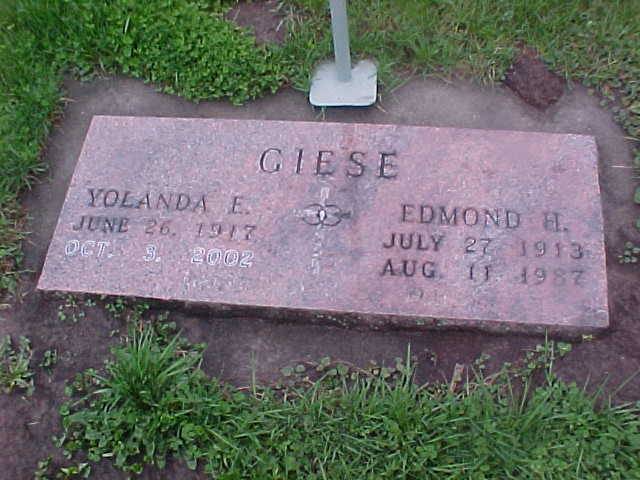 GIESE
YOLANDA E.
JUNE 26, 1917
OCT. 3, 2002
EDMOND H.
JULY 27, 1913
AUG. 11, 1987